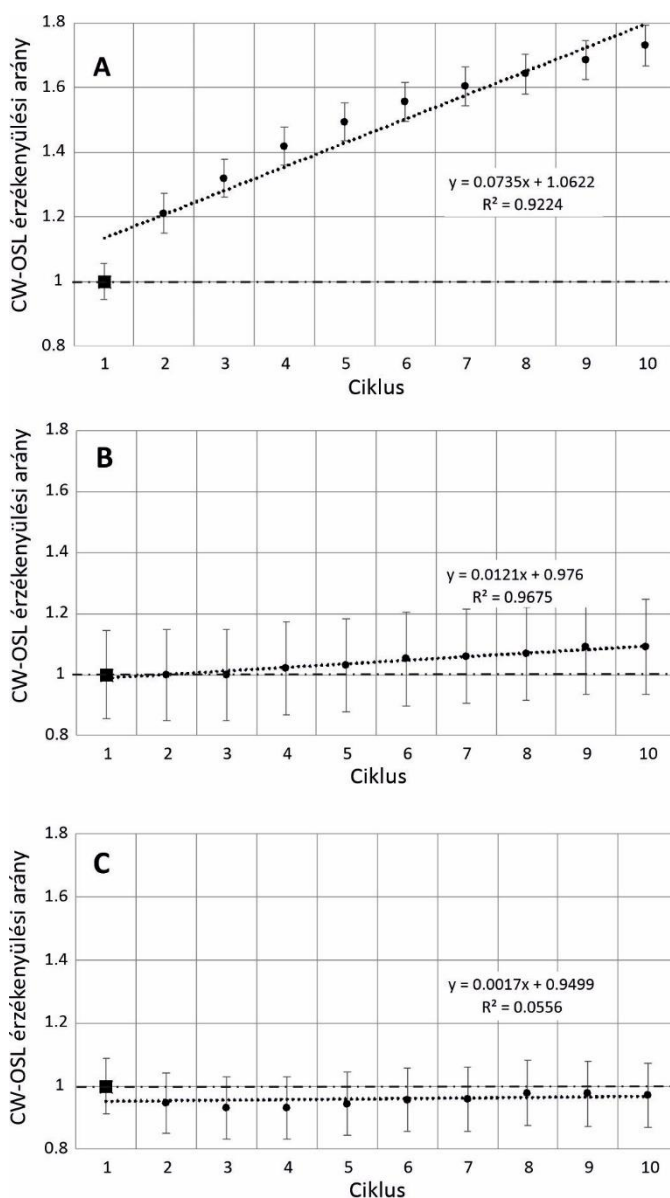 A
CW-OSL érzékenyülési arány
1.8
1.6
1.4
1.2
1
0.8
y = 0.0735x + 1.0622
R² = 0.9224
1 2 3 4 5 6 7 8 9 10
Ciklus
B
CW-OSL érzékenyülési arány
1.8
1.6
1.4
1.2
1
0.8
y = 0.0121x + 0.976
R² = 0.9675
1 2 3 4 5 6 7 8 9 10
Ciklus
C
CW-OSL érzékenyülési arány
1.8
1.6
1.4
1.2
1
0.8
y = 0.0017x + 0.9499
R² = 0.0556
1 2 3 4 5 6 7 8 9 10
Ciklus